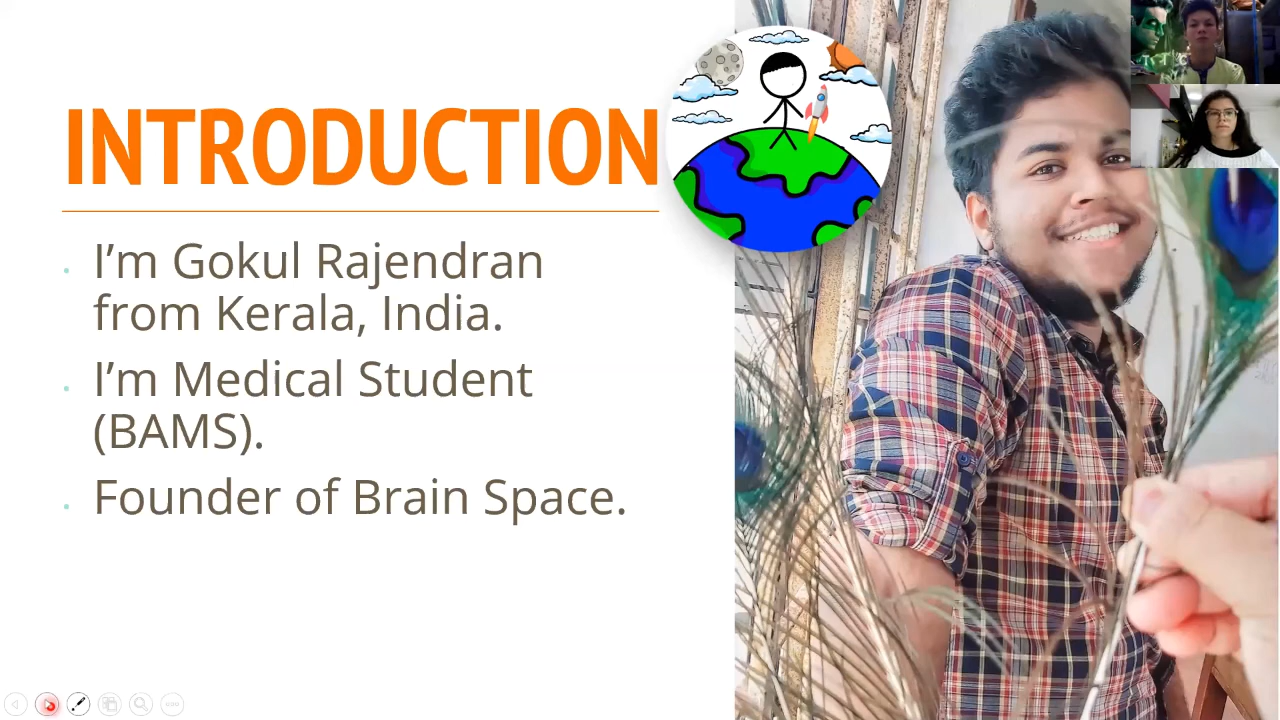 INTRODUCTION
I’m Gokul Rajendran
from Kerala, India.
I’m Medical Student
(BAMS).
Founder of Brain Space.